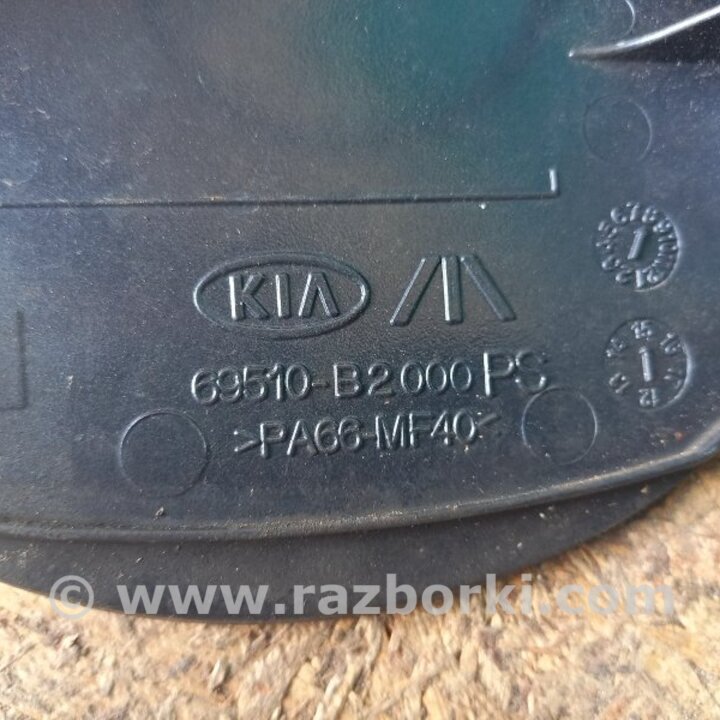 KIA
69510-B2000 PS
>PA66-MF40<
© www.razborki.com